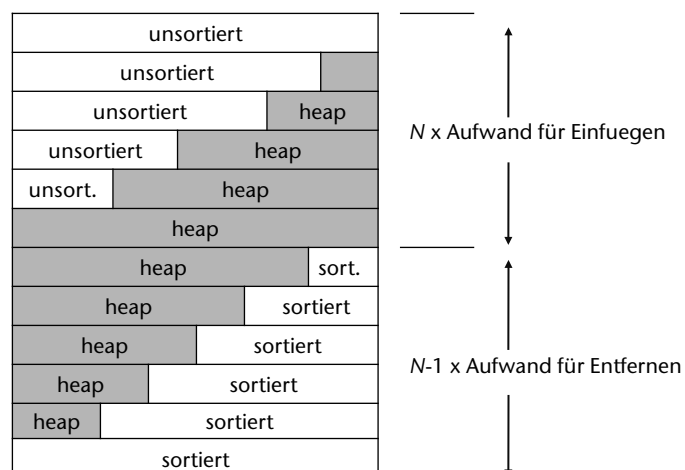 unsortiert
unsortiert
unsortiert heap
unsortiert heap
N x Aufwand für Einfuegen
unsort. heap
heap
heap sort.
heap sortiert
heap sortiert
N-1 x Aufwand für Entfernen
heap sortiert
heap sortiert
sortiert